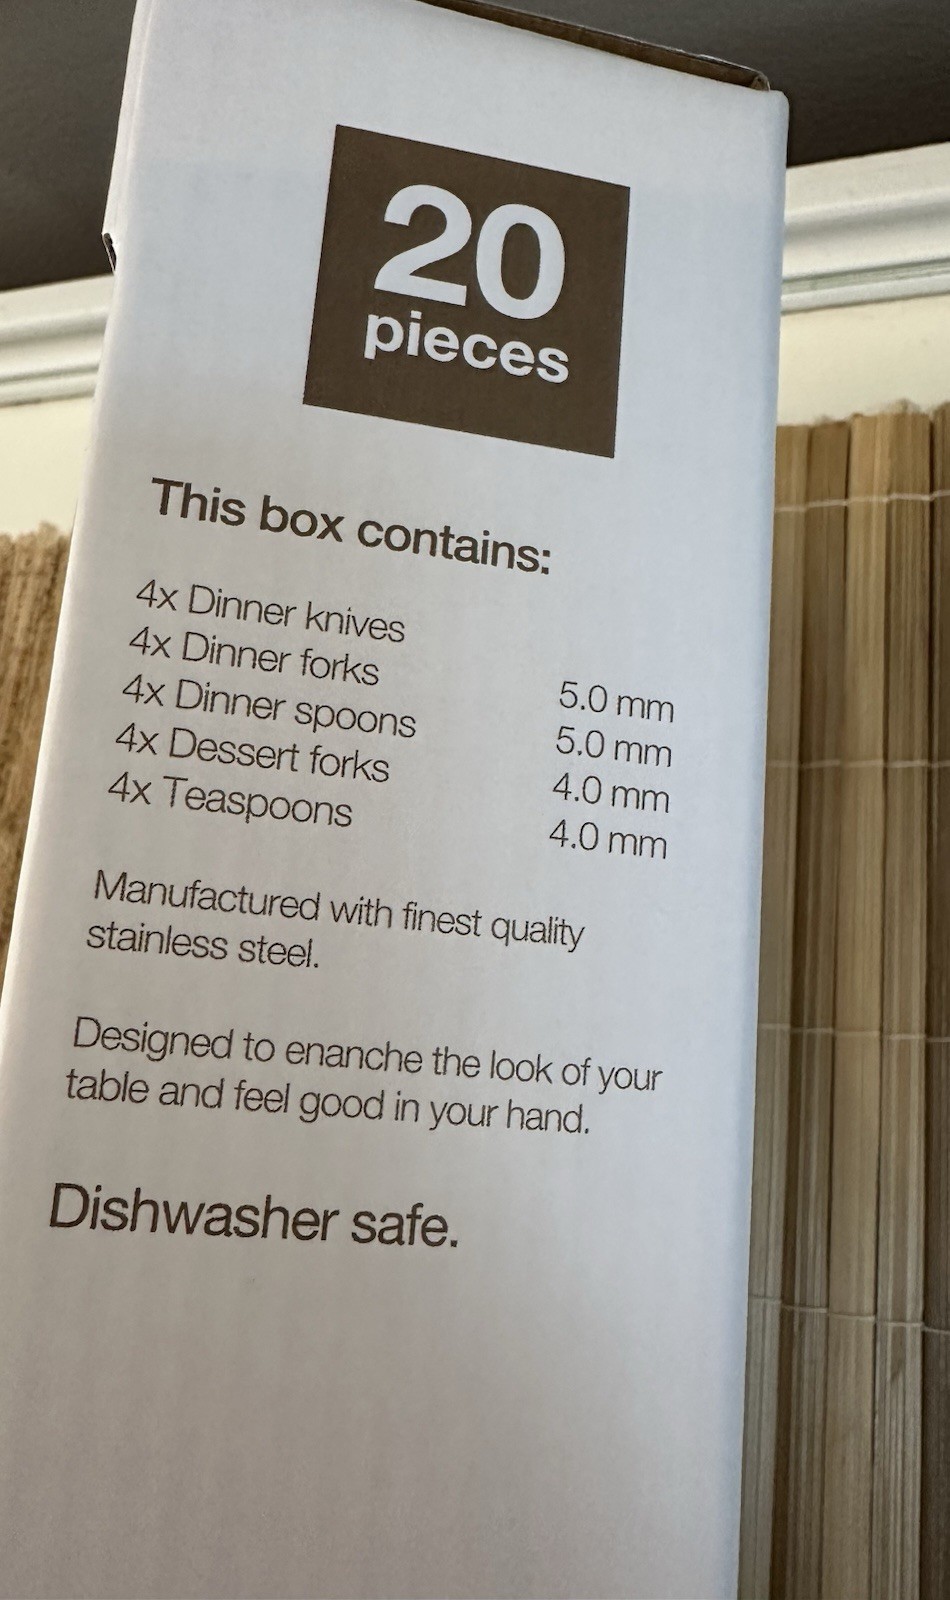 20
pieces
This box contains:
4x Dinner knives
4x Dinner forks 5.0 mm
4x Dinner spoons 5.0 mm
4x Dessert forks 4.0 mm
4x Teaspoons 4.0 mm
Manufactured with finest quality
stainless steel.
Designed to enanche the look of your
table and feel good in your hand.
Dishwasher safe.